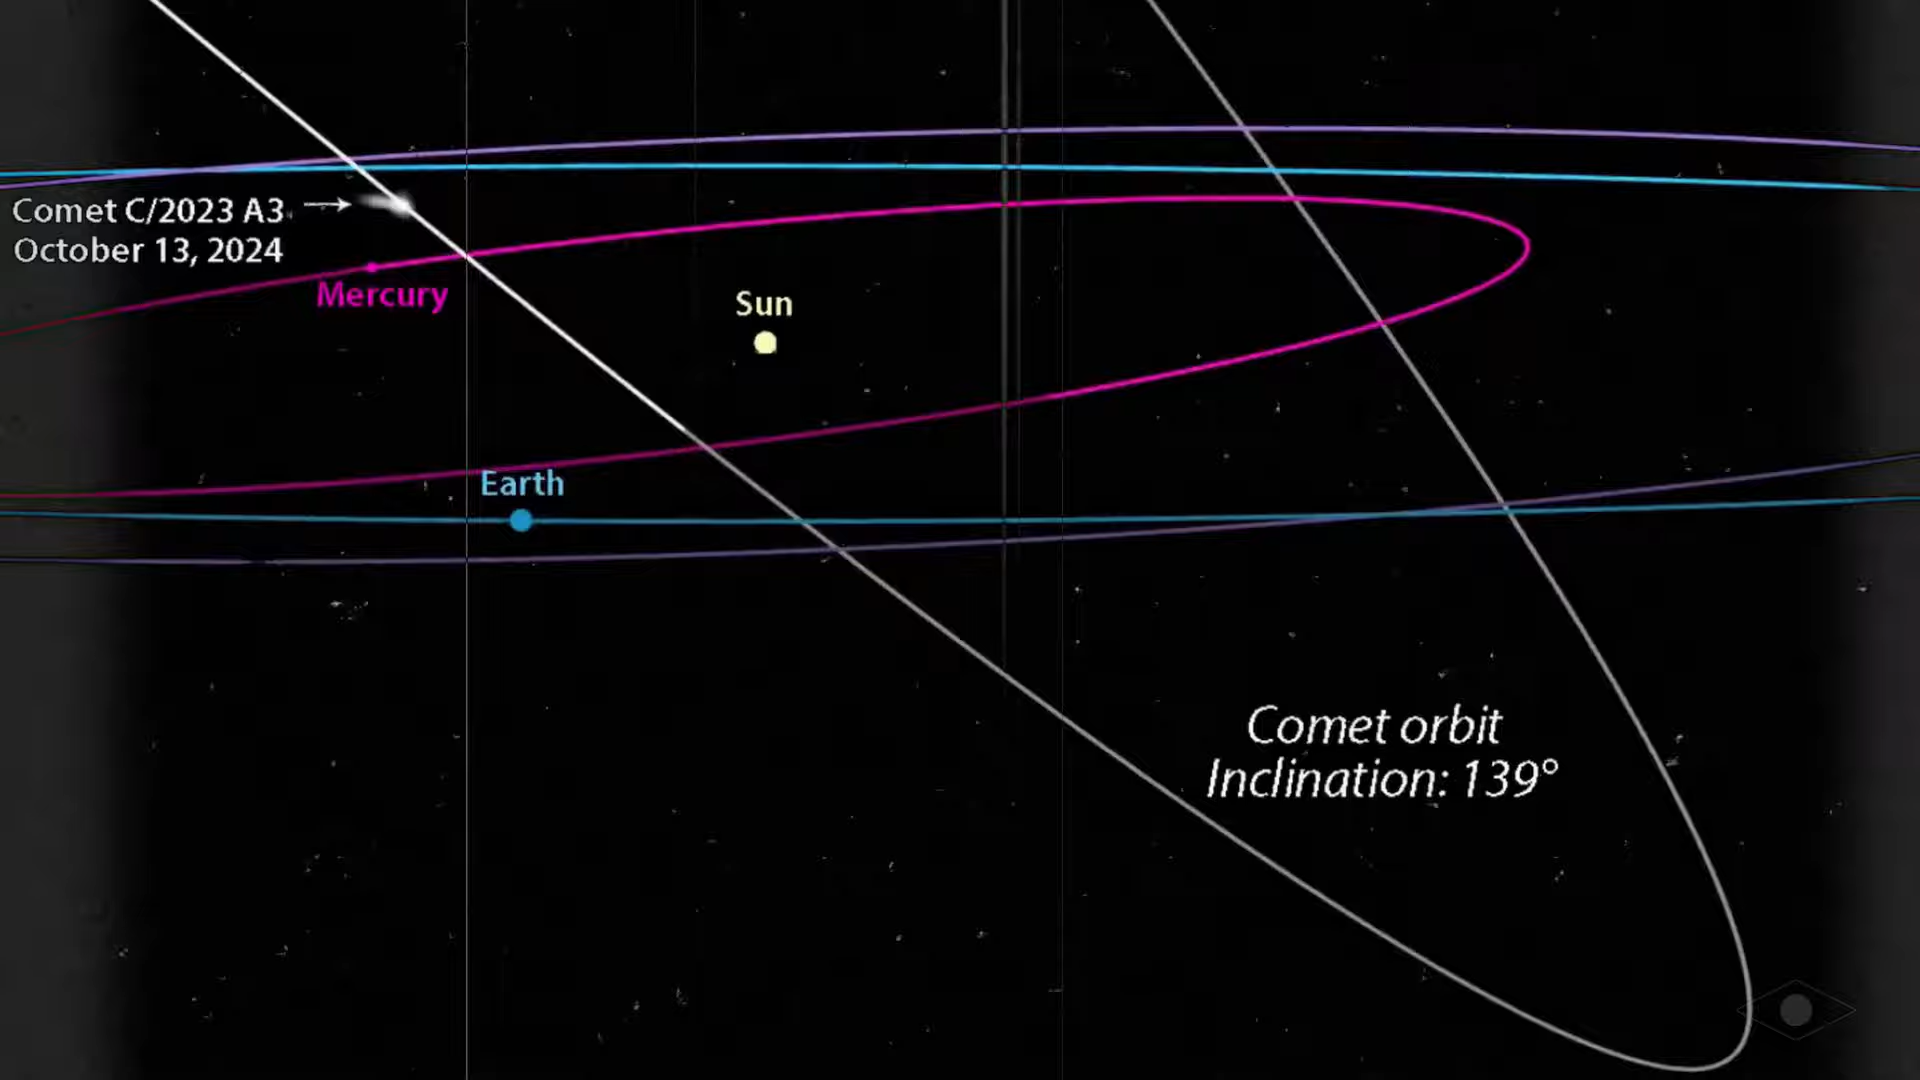 Comet C/2023 A3
October 13, 2024
Mercury
Sun
Earth
Comet orbit
Inclination: 139°